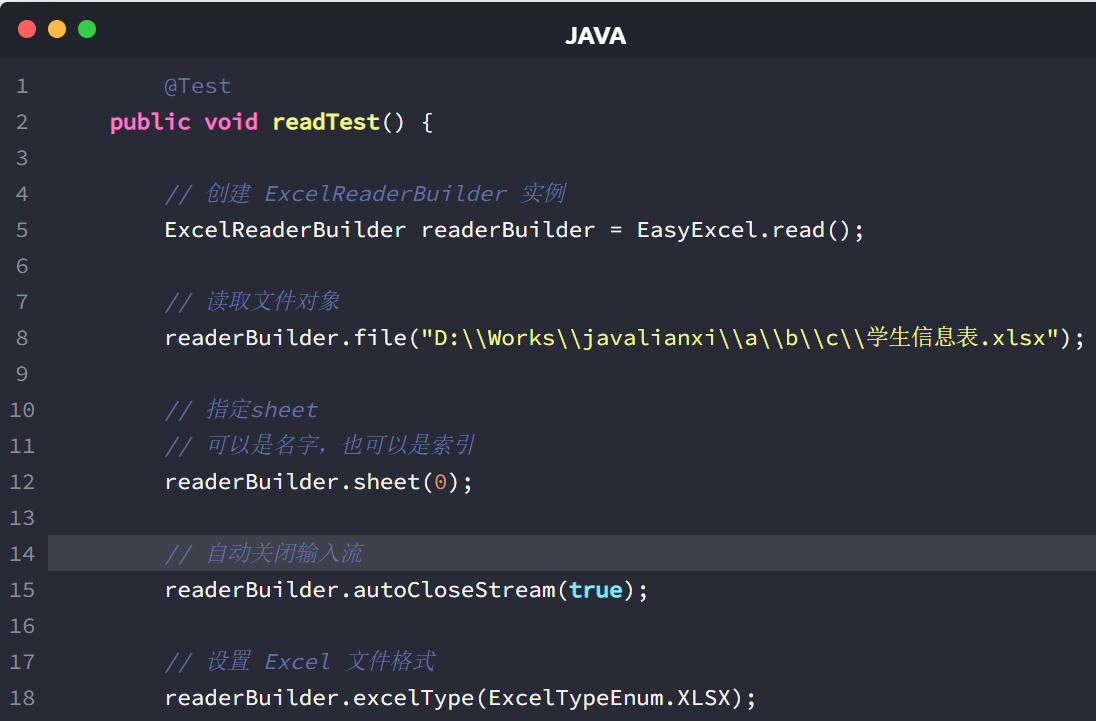 JAVA
1 @Test
2 public void readTest() {
3
4 // 创建 ExcelReaderBuilder 实例
5 ExcelReaderBuilder readerBuilder = EasyExcel.read();
6
7 // 读取文件对象
8 readerBuilder.file("D:\\Works\\javalianxi\\a\\b\\c\\学生信息表.xlsx");
9
10 // 指定sheet
11 // 可以是名字，也可以是索引
12 readerBuilder.sheet(0);
13
14 // 自动关闭输入流
15 readerBuilder.autoCloseStream(true);
16
17 // 设置 Excel 文件格式
18 readerBuilder.excelType(ExcelTypeEnum.XLSX);